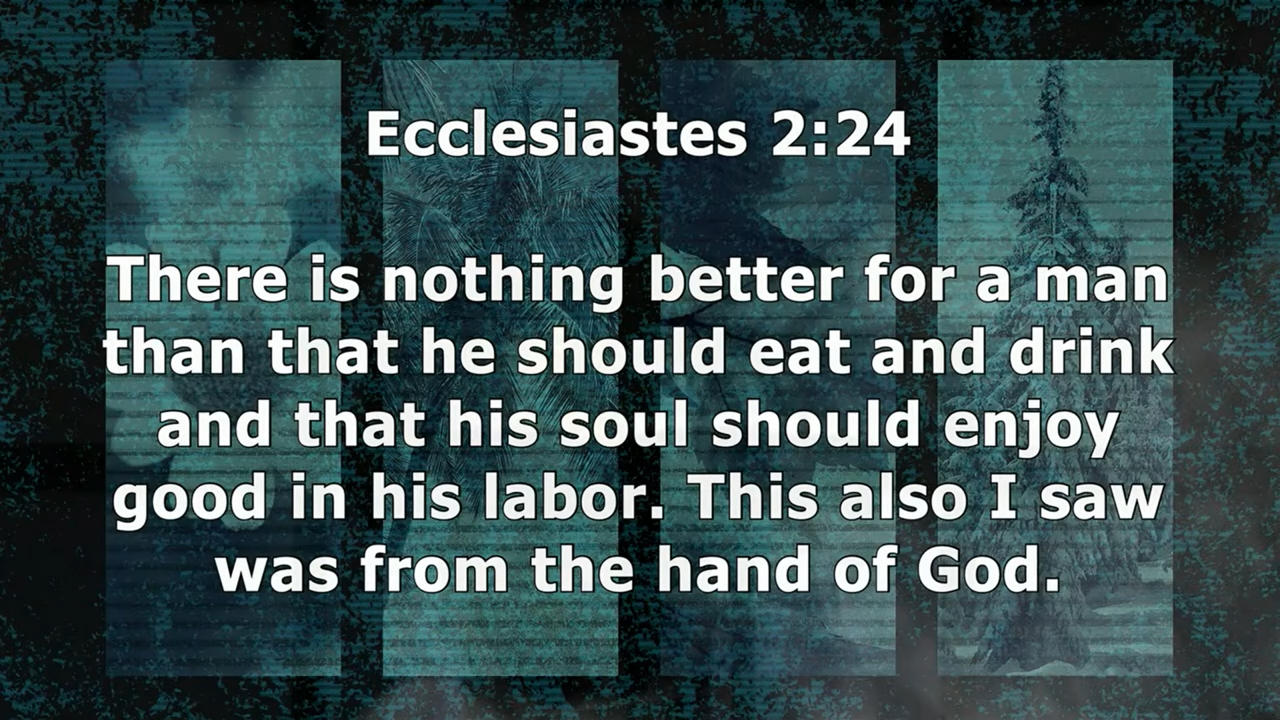 Ecclesiastes 2:24
There is nothing better for a man
than that he should eat and drink
and that his soul should enjoy
good in his labor. This also I saw
was from the hand of God.